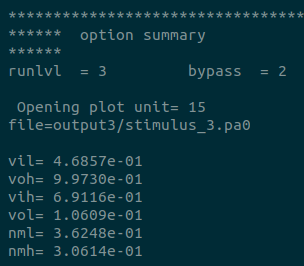 *********************************
****** option summary
******
runlvl = 3 bypass = 2
Opening plot unit= 15
file=output3/stimulus_3.pa0
vil= 4.6857e-01
voh= 9.9730e-01
vih= 6.9116e-01
vol= 1.0609e-01
nml= 3.6248e-01
nmh= 3.0614e-01